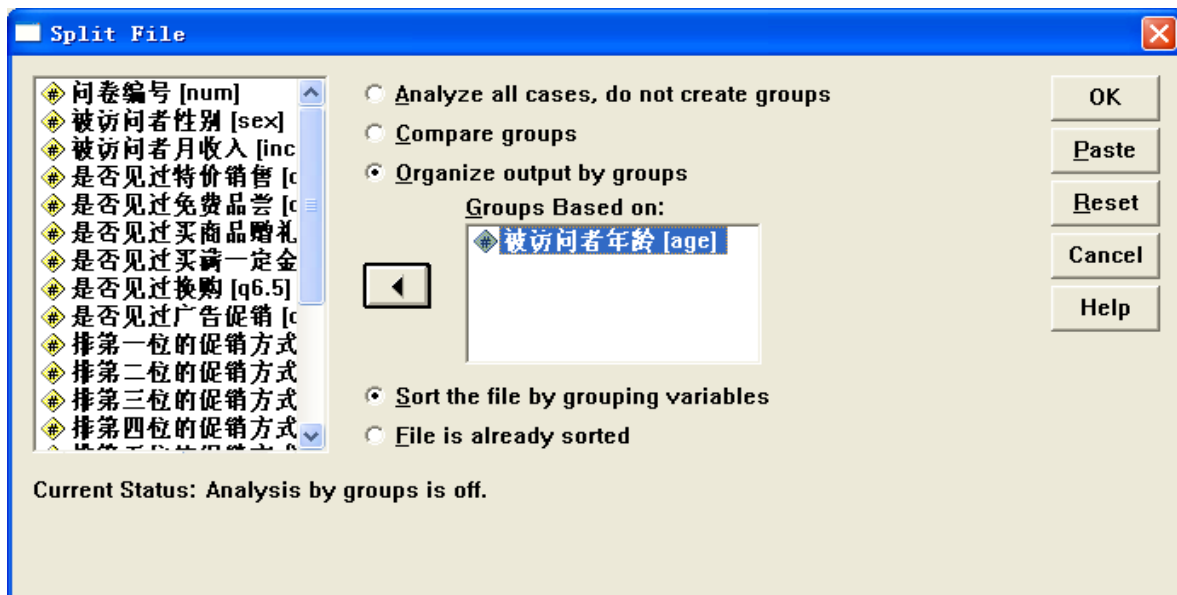 Split File
问卷编号 [num]
被访问者性别 [sex]
被访问者月收入 [inc
是否见过特价销售 [q
是否见过免费品尝 [q
是否见过买商品赠礼
是否见过买满一定金
是否见过换购 [q6.5]
是否见过广告促销 [q
排第一位的促销方式
排第二位的促销方式
排第三位的促销方式
排第四位的促销方式
Analyze all cases, do not create groups
Compare groups
Organize output by groups
Groups Based on:
被访问者年龄 [age]
Sort the file by grouping variables
File is already sorted
OK
Paste
Reset
Cancel
Help
Current Status: Analysis by groups is off.